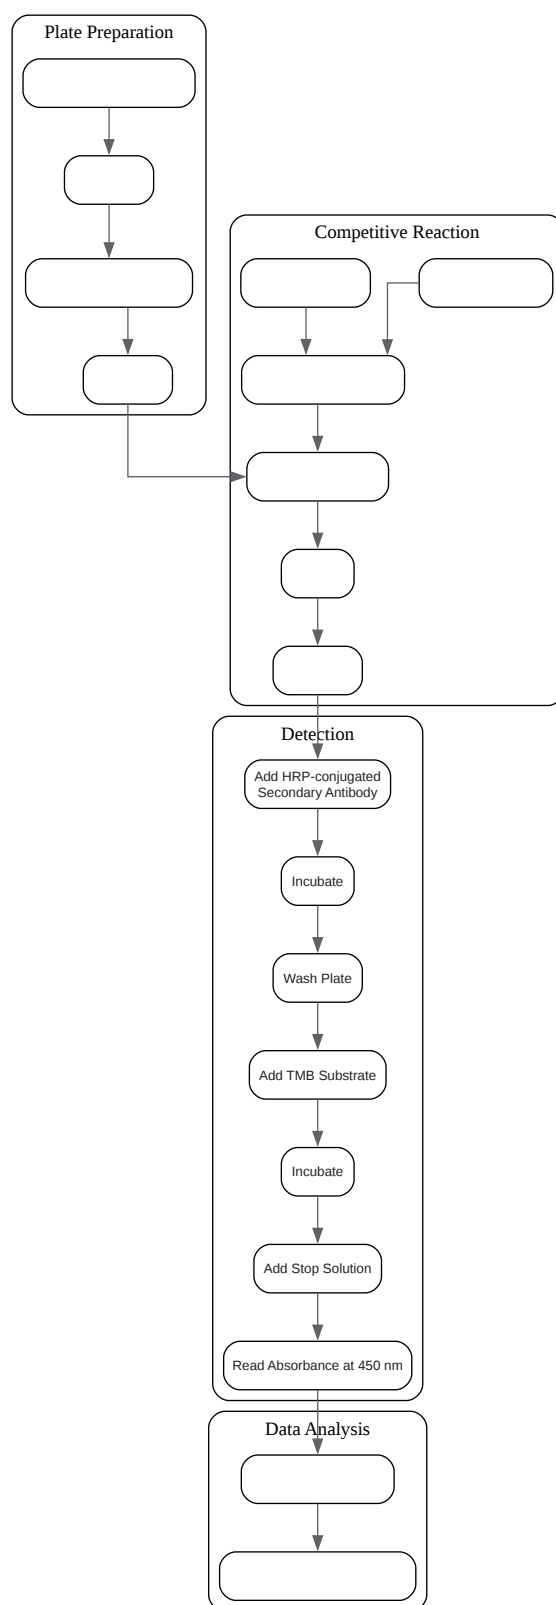 Plate Preparation
Competitive Reaction
Detection
Add HRP-conjugated
Secondary Antibody
Incubate
Wash Plate
Add TMB Substrate
Incubate
Add Stop Solution
Read Absorbance at 450 nm
Data Analysis